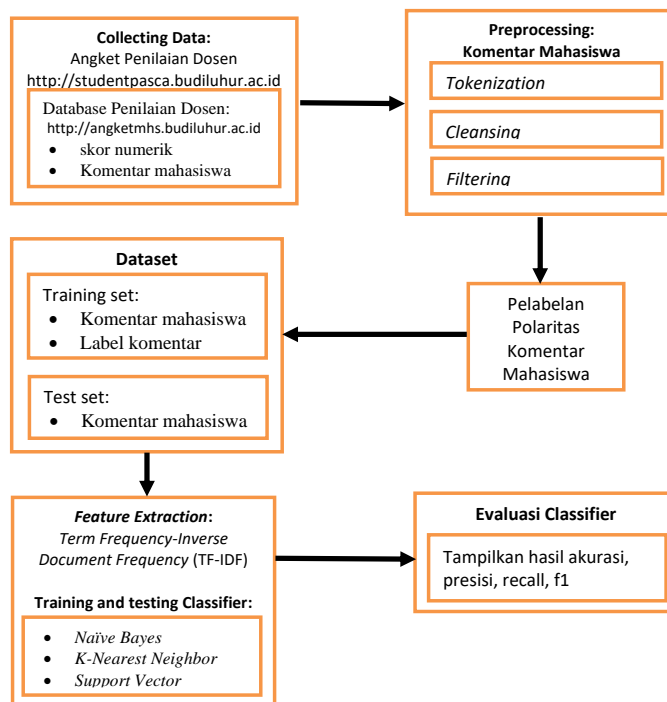 Collecting Data:
Angket Penilaian Dosen
http://studentpasca.budiluhur.ac.id
Database Penilaian Dosen:
http://angketmhs.budiluhur.ac.id
• skor numerik
• Komentar mahasiswa
Preprocessing:
Komentar Mahasiswa
Tokenization
Cleansing
Filtering
Pelabelan
Polaritas
Komentar
Mahasiswa
Dataset
Training set:
• Komentar mahasiswa
• Label komentar
Test set:
• Komentar mahasiswa
Feature Extraction:
Term Frequency-Inverse
Document Frequency (TF-IDF)
Training and testing Classifier:
• Naïve Bayes
• K-Nearest Neighbor
• Support Vector
Evaluasi Classifier
Tampilkan hasil akurasi,
presisi, recall, f1